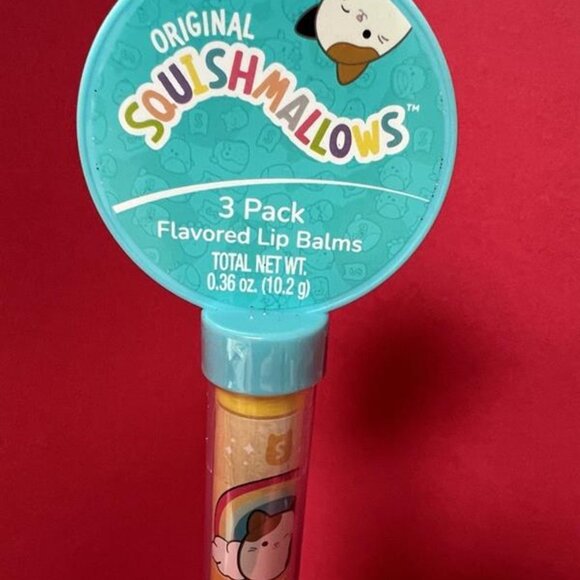 ORIGINAL
SQUISHMALLOWS™
3 Pack
Flavored Lip Balms
TOTAL NET WT.
0.36 oz. (10.2 g)